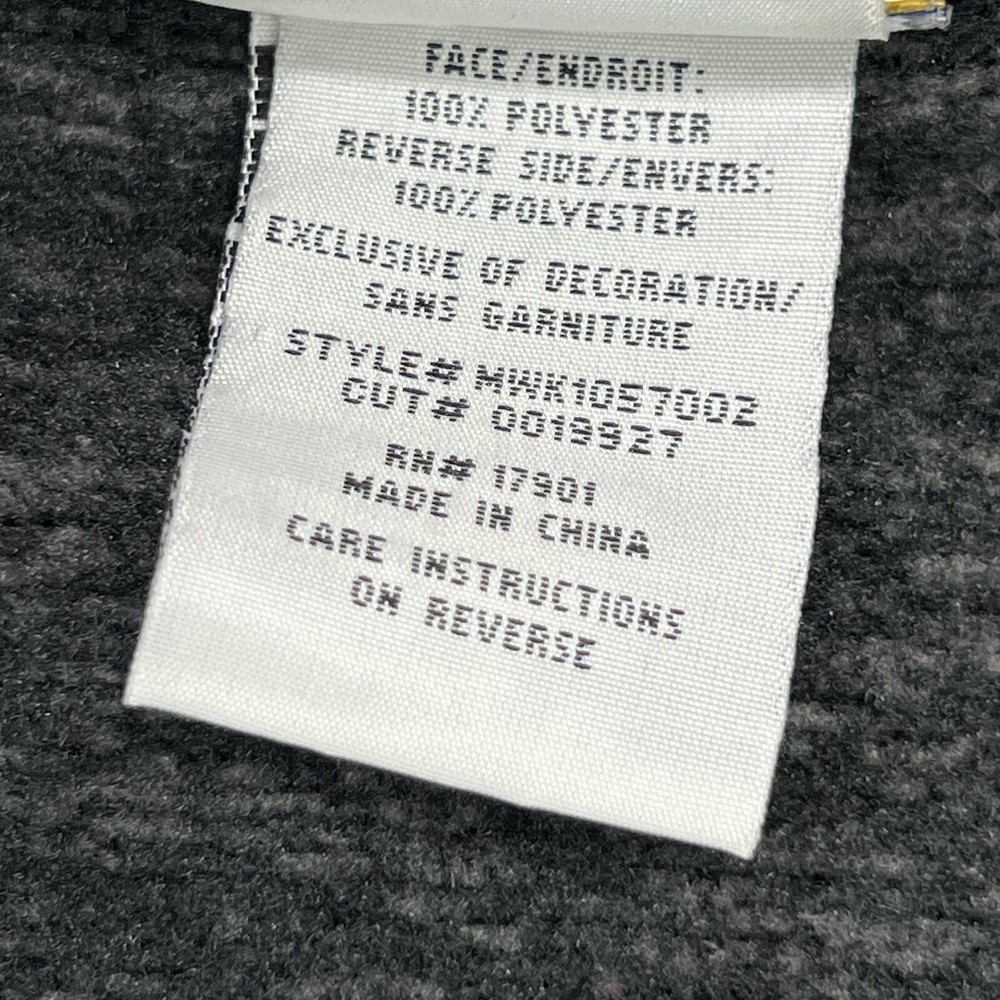 FACE/ENDROIT:
100% POLYESTER
REVERSE SIDE/ENVERS:
100% POLYESTER
EXCLUSIVE OF DECORATION/
SANS GARNITURE
STYLE# MWK1057002
CUT# 0019927
RN# 17901
MADE IN CHINA
CARE INSTRUCTIONS
ON REVERSE